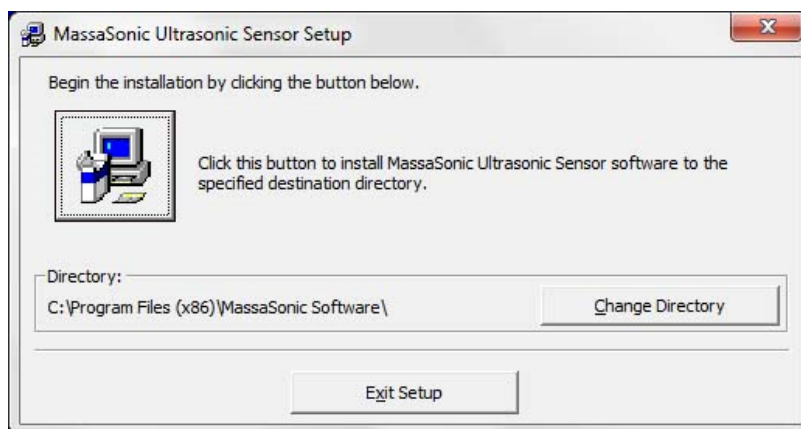 MassaSonic Ultrasonic Sensor Setup
Begin the installation by clicking the button below.
Click this button to install MassaSonic Ultrasonic Sensor software to the
specified destination directory.
Directory:
C:\Program Files (x86)\MassaSonic Software\
Change Directory
Exit Setup